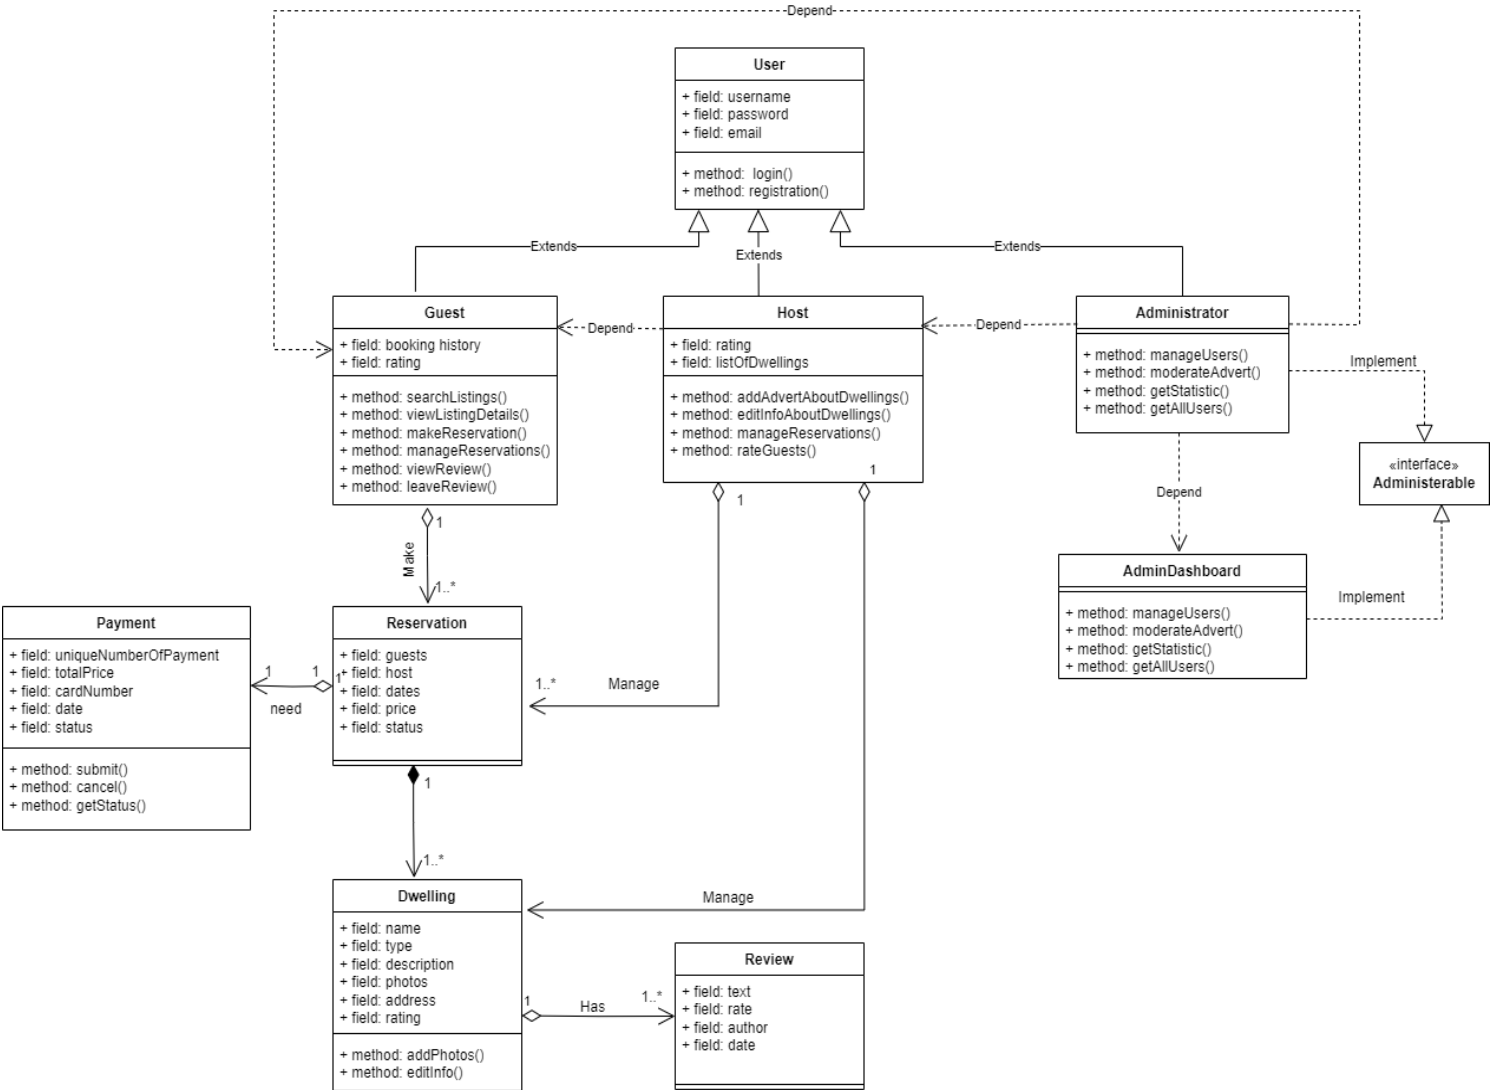 Depend
User
+ field: username
+ field: password
+ field: email
+ method:  login()
+ method: registration()
Extends
Extends
Extends
Guest
+ field: booking history
+ field: rating
+ method: searchListings()
+ method: viewListingDetails()
+ method: makeReservation()
+ method: manageReservations()
+ method: viewReview()
+ method: leaveReview()
Depend
Host
+ field: rating
+ field: listOfDwellings
+ method: addAdvertAboutDwellings()
+ method: editInfoAboutDwellings()
+ method: manageReservations()
+ method: rateGuests()
1
1
Depend
Administrator
+ method: manageUsers()
+ method: moderateAdvert()
+ method: getStatistic()
+ method: getAllUsers()
Implement
«interface»
Administerable
Depend
AdminDashboard
+ method: manageUsers()
+ method: moderateAdvert()
+ method: getStatistic()
+ method: getAllUsers()
Implement
1
Make
1..*
Payment
+ field: uniqueNumberOfPayment
+ field: totalPrice
+ field: cardNumber
+ field: date
+ field: status
+ method: submit()
+ method: cancel()
+ method: getStatus()
1
1
1
need
Reservation
+ field: guests
+ field: host
+ field: dates
+ field: price
+ field: status
1..*
Manage
1
1..*
Manage
Dwelling
+ field: name
+ field: type
+ field: description
+ field: photos
+ field: address
+ field: rating
+ method: addPhotos()
+ method: editInfo()
1
Has
1..*
Review
+ field: text
+ field: rate
+ field: author
+ field: date